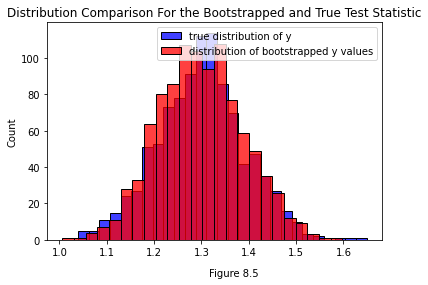 Distribution Comparison For the Bootstrapped and True Test Statistic
true distribution of y
distribution of bootstrapped y values
Count
100
80
60
40
20
0
1.0 1.1 1.2 1.3 1.4 1.5 1.6
Figure 8.5